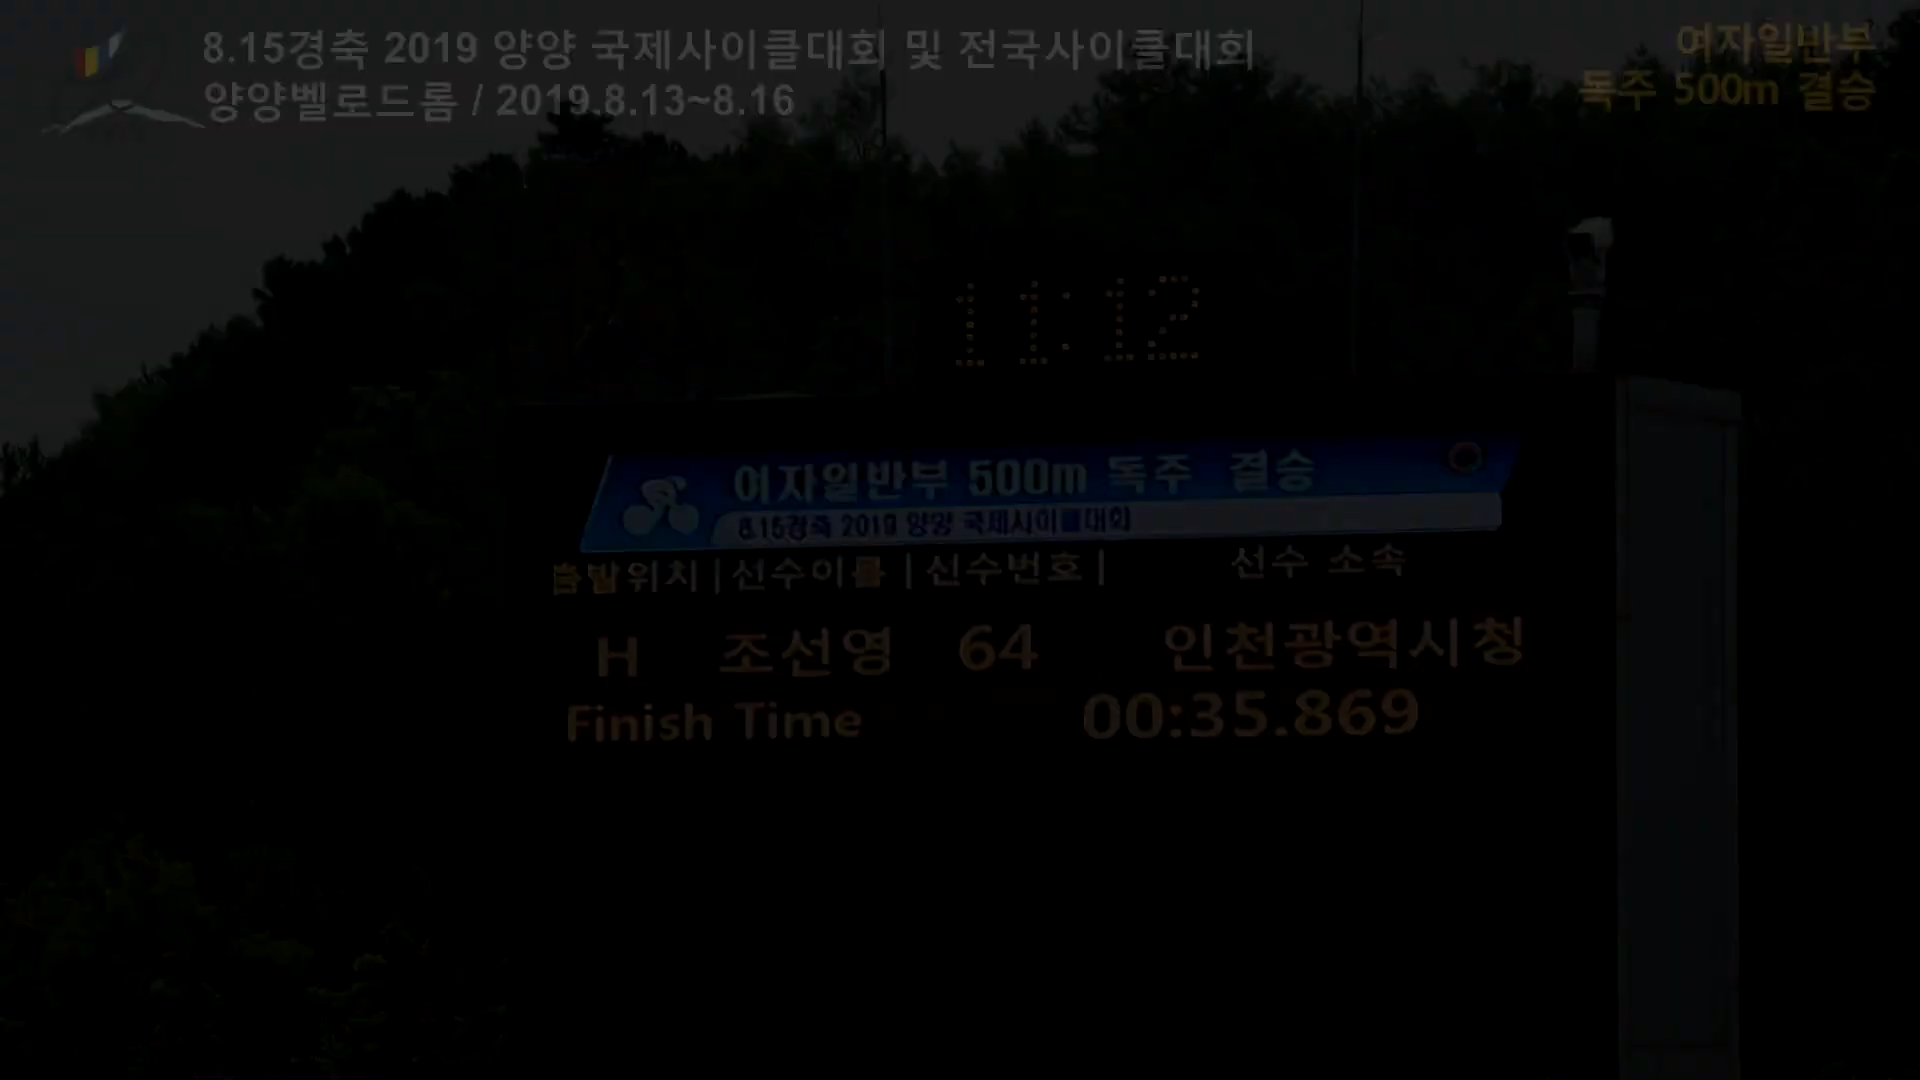 8.15경축 2019 양양 국제사이클대회 및 전국사이클대회
양양벨로드롬 / 2019.8.13~8.16
여자일반부
독주 500m 결승
11:12
여자일반부 500m 독주 결승
8.15경축 2019 양양 국제사이클대회
출발위치 | 선수이름 | 선수번호 | 선수 소속
H 조선영 64 인천광역시청
Finish Time 00:35.869